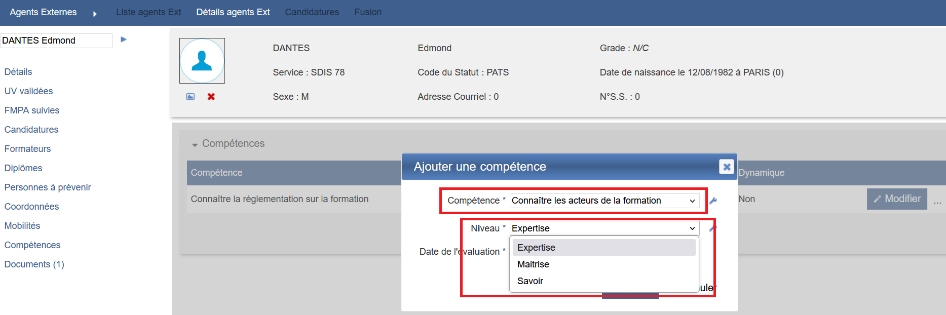 Agents Externes Liste agents Ext Détails agents Ext Candidatures Fusion
DANTES Edmond
DANTES Edmond Grade : N/C
Service : SDIS 78 Code du Statut : PATS Date de naissance le 12/08/1982 à PARIS (0)
Sexe : M Adresse Courriel : 0 N°S.S. : 0
Détails
UV validées
FMPA suivies
Candidatures
Formateurs
Diplômes
Personnes à prévenir
Coordonnées
Mobilités
Compétences
Documents (1)
Compétences
Compétence Dynamique
Connaître la réglementation sur la formation Non Modifier ...
Ajouter une compétence
Compétence * Connaître les acteurs de la formation
Niveau * Expertise
Date de l'évaluation *
Expertise
Maitrise
Savoir
uler